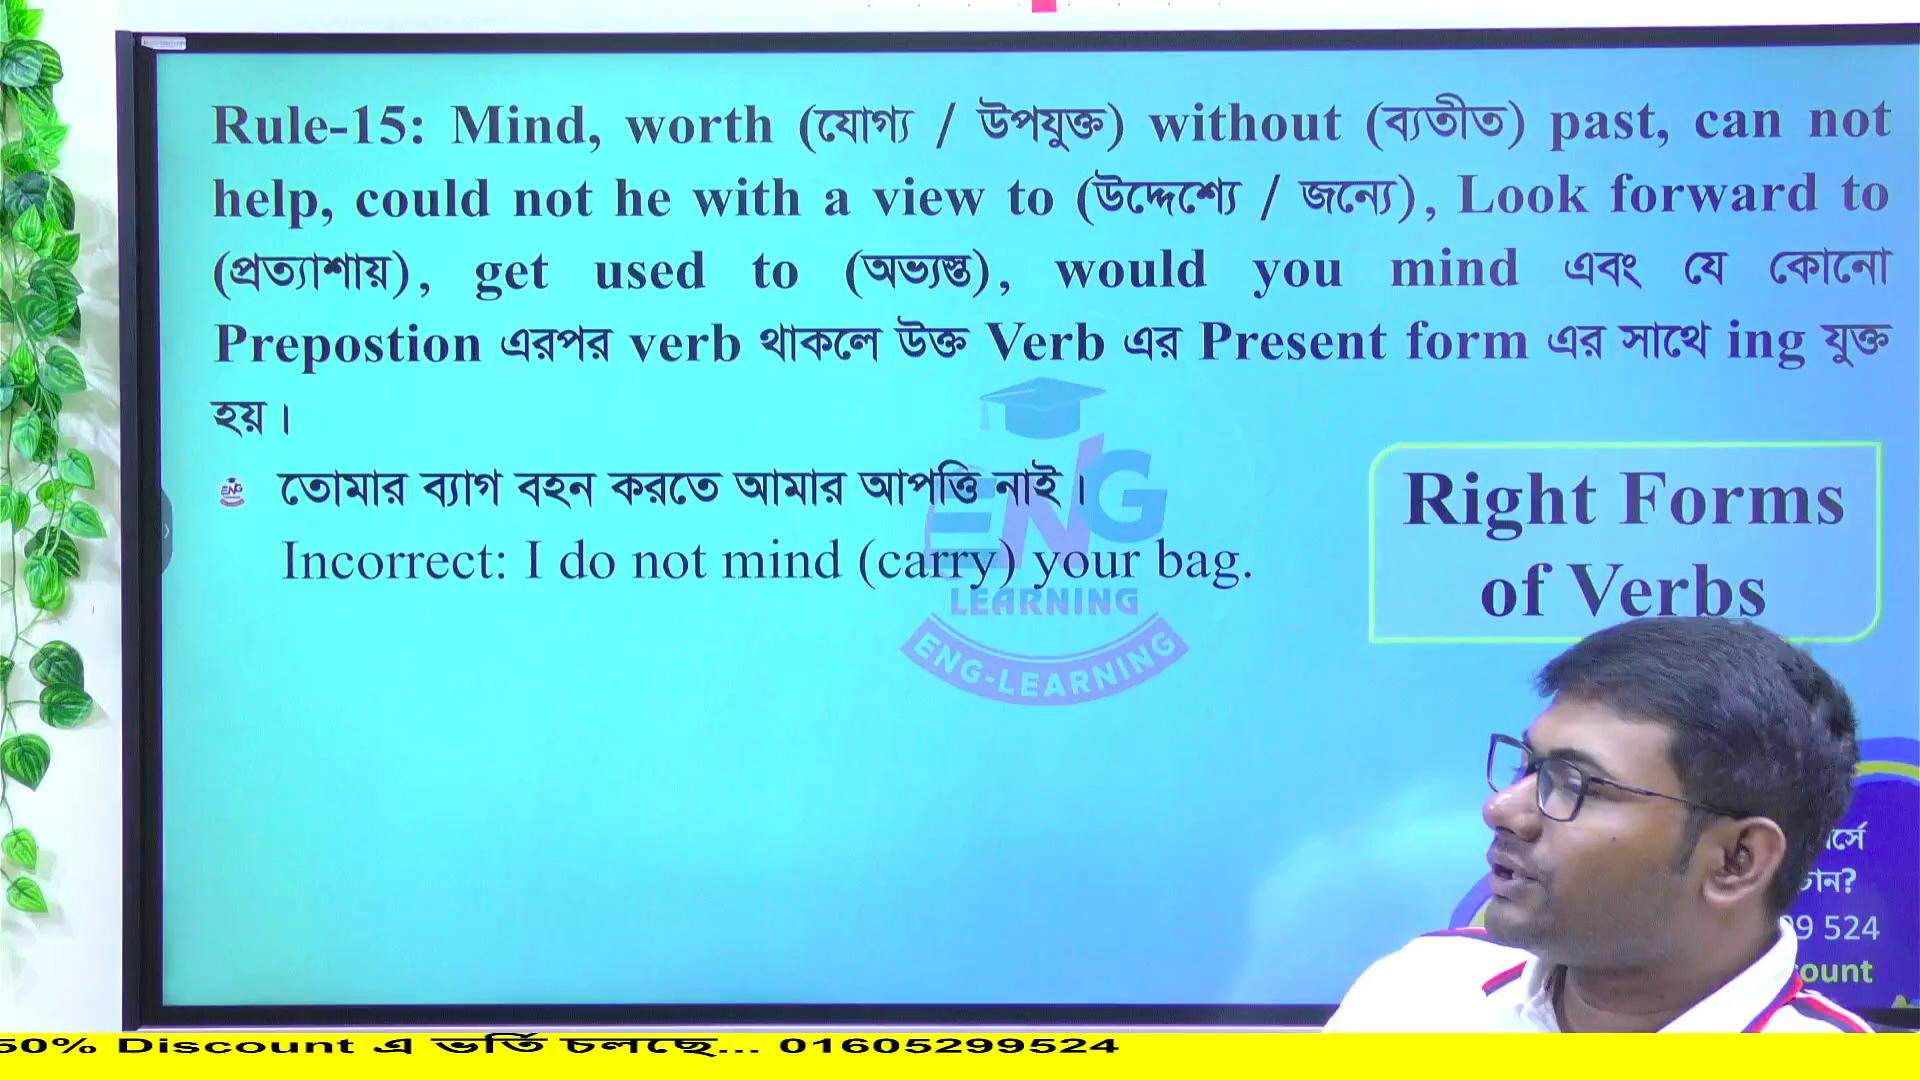 Rule-15: Mind, worth (যোগ্য / উপযুক্ত) without (ব্যতীত) past, can not
help, could not he with a view to (উদ্দেশ্যে / জন্যে), Look forward to
(প্রত্যাশায়), get used to (অভ্যস্ত), would you mind এবং যে কোনো
Prepostion এরপর verb থাকলে উক্ত Verb এর Present form এর সাথে ing যুক্ত
হয়।
ENG
তোমার ব্যাগ বহন করতে আমার আপত্তি নাই।
Incorrect: I do not mind (carry) your bag.
Right Forms
of Verbs
ENG
LEARNING
ENG-LEARNING
524
50% Discount এ ভর্তি চলছে... 01605299524